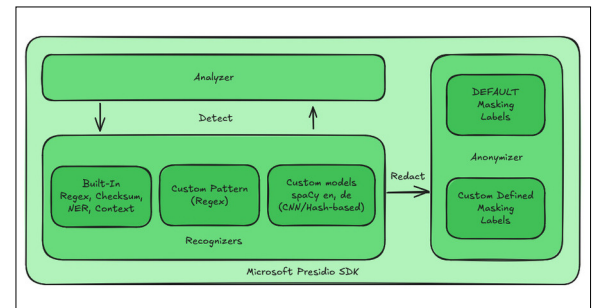 Analyzer
Detect
Built-In
Regex, Checksum,
NER, Context
Custom Pattern
(Regex)
Custom models
spaCy en, de
(CNN/Hash-based)
Recognizers
Redact
DEFAULT
Masking
Labels
Anonymizer
Custom Defined
Masking
Labels
Microsoft Presidio SDK